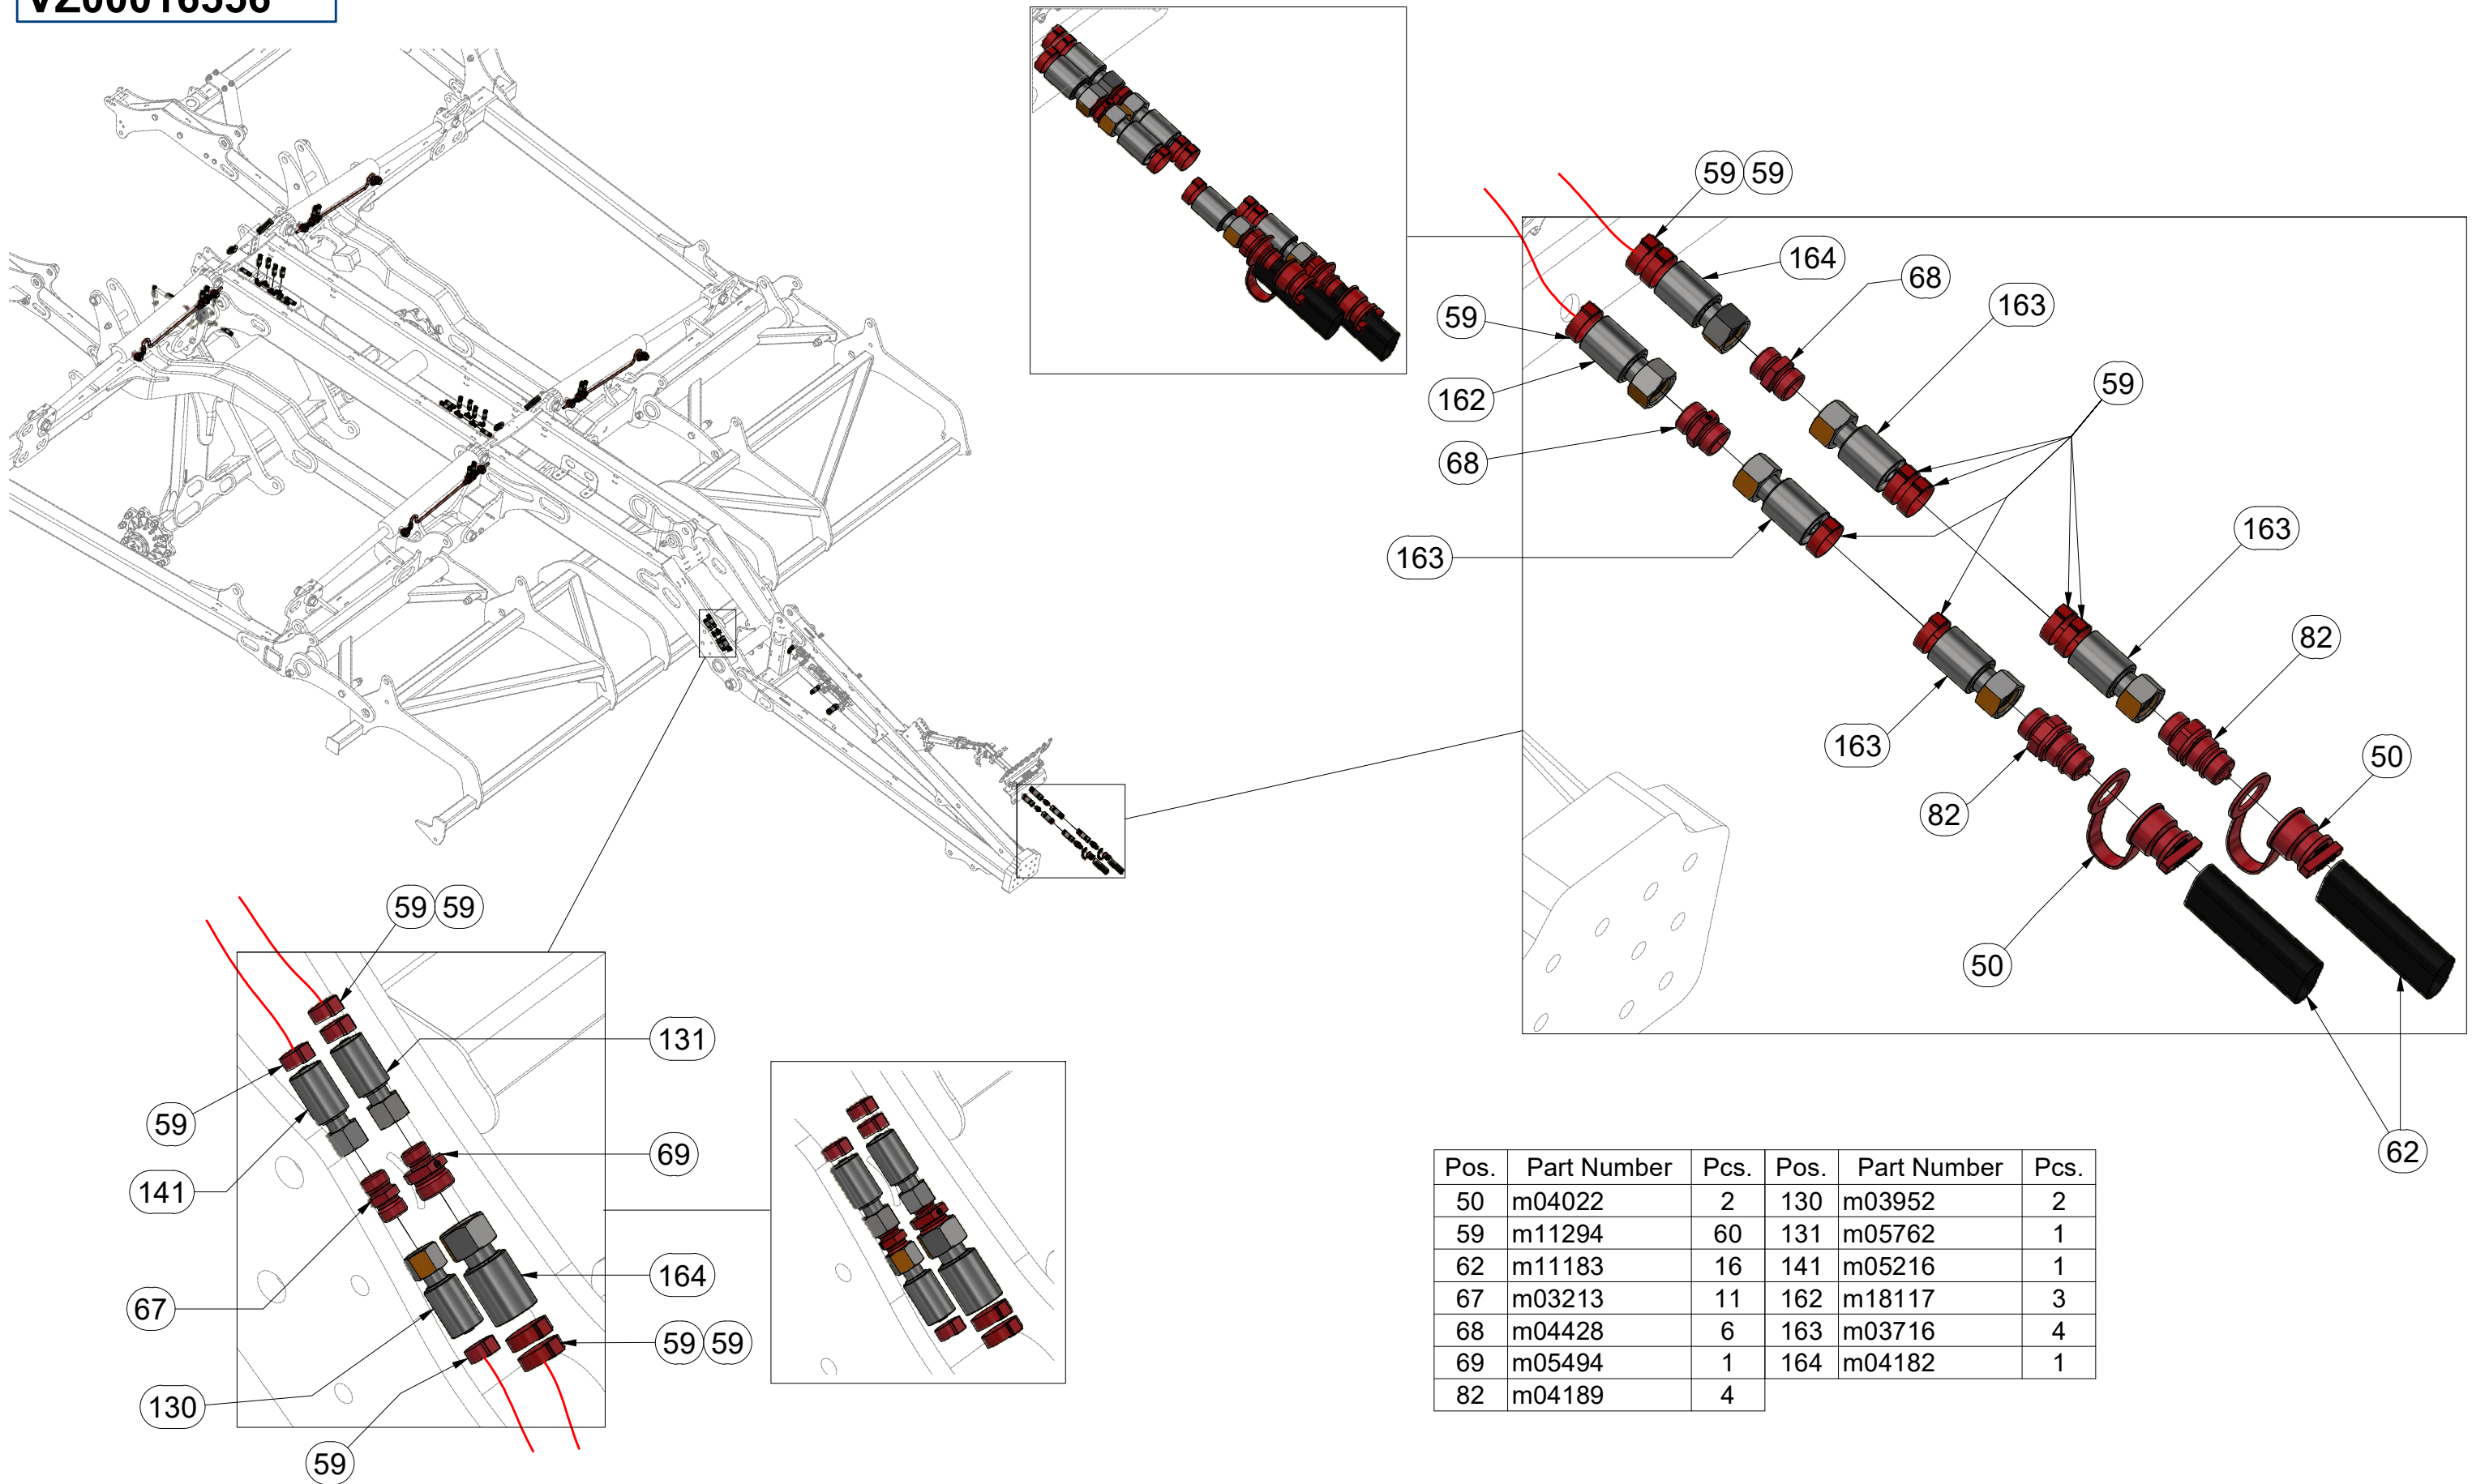 VZ00016556
59 59
164
68
163
59
59
162
68
163
163
82
50
163
82
50
62
59 59
131
59
69
141
164
67
59 59
130
59
Pos. Part Number Pcs. Pos. Part Number Pcs.
50 m04022 2 130 m03952 2
59 m11294 60 131 m05762 1
62 m11183 16 141 m05216 1
67 m03213 11 162 m18117 3
68 m04428 6 163 m03716 4
69 m05494 1 164 m04182 1
82 m04189 4